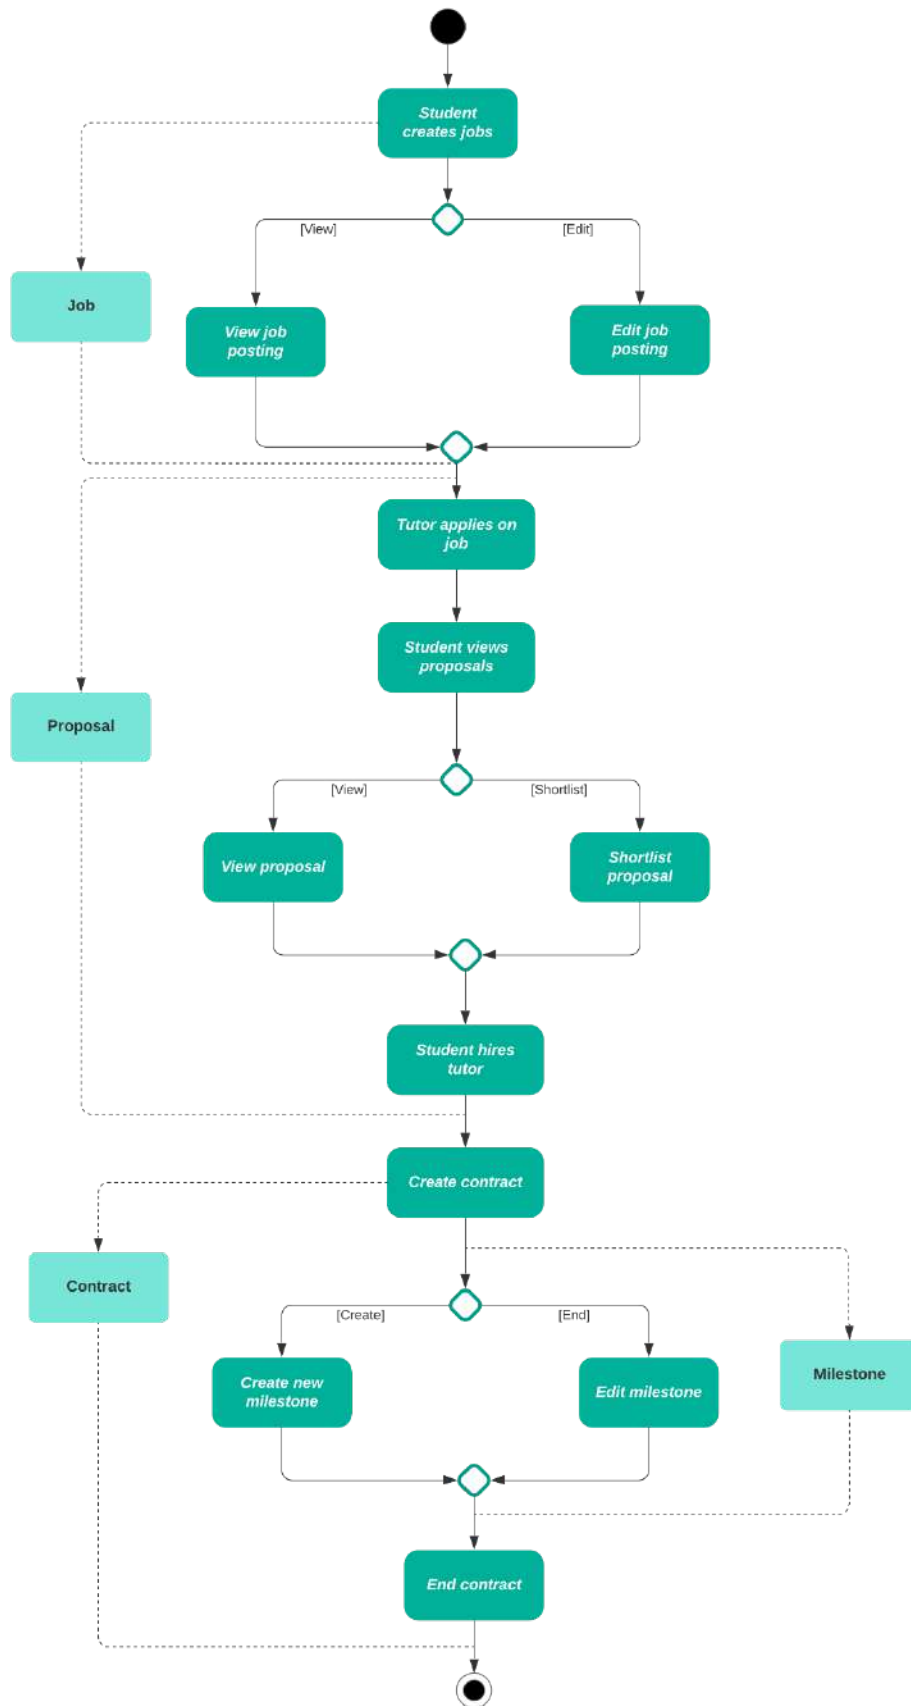 Student
creates jobs
[View]
[Edit]
Job
View job
posting
Edit job
posting
Tutor applies on
job
Student views
proposals
Proposal
[View]
[Shortlist]
View proposal
Shortlist
proposal
Student hires
tutor
Create contract
Contract
[Create]
[End]
Create new
milestone
Edit milestone
Milestone
End contract